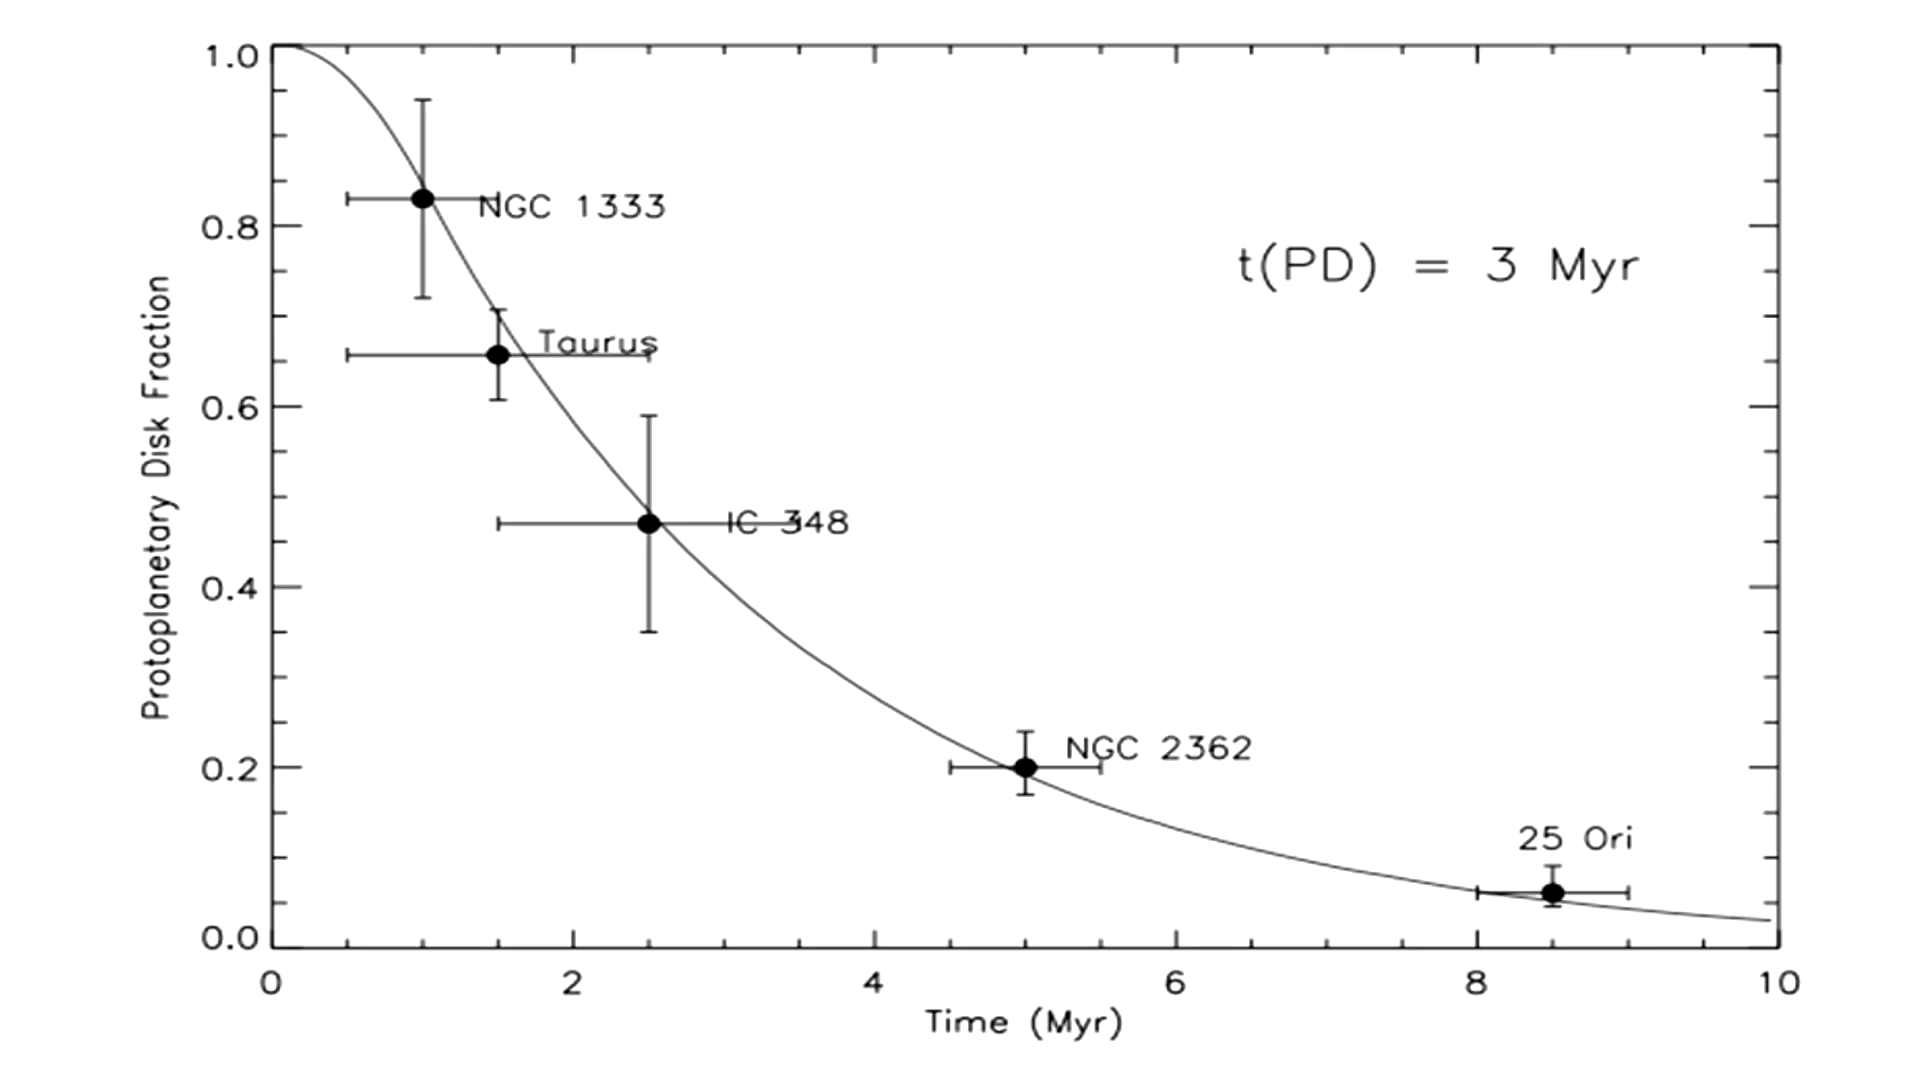 1.0
0.8
0.6
0.4
0.2
0.0
Protoplanetary Disk Fraction
NGC 1333
t(PD) = 3 Myr
Taurus
IC 348
NGC 2362
25 Ori
0 2 4 6 8 10
Time (Myr)